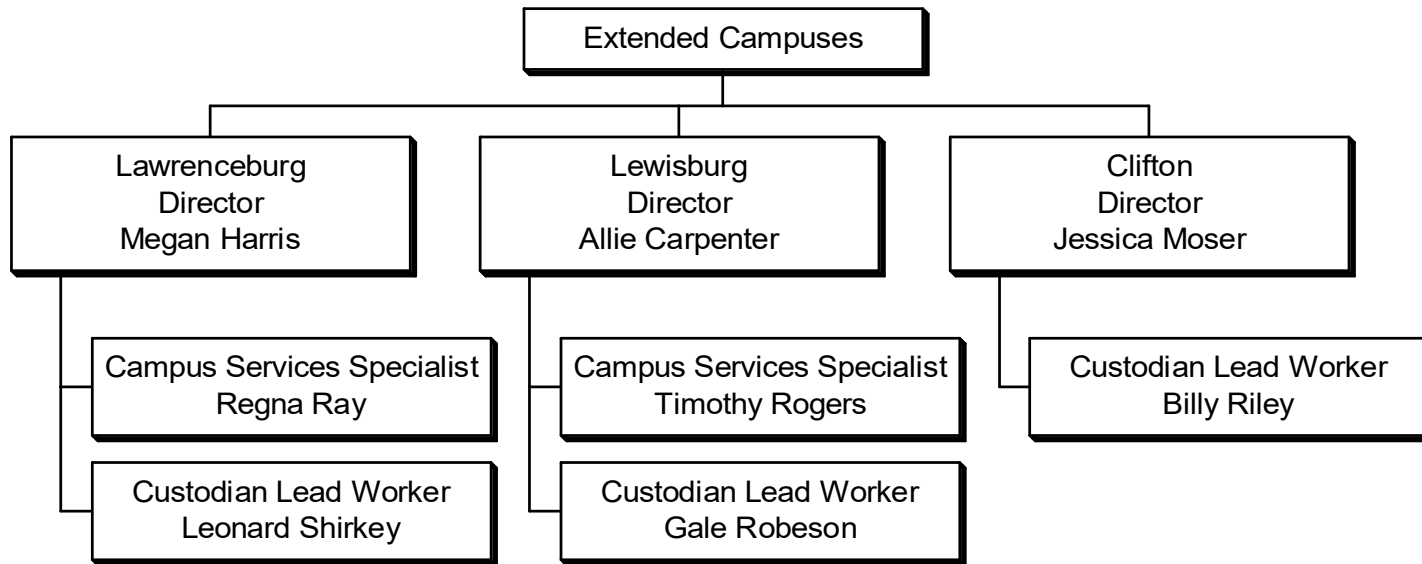 Extended Campuses
Lawrenceburg
Director
Megan Harris
Lewisburg
Director
Allie Carpenter
Clifton
Director
Jessica Moser
Campus Services Specialist
Regna Ray
Campus Services Specialist
Timothy Rogers
Custodian Lead Worker
Billy Riley
Custodian Lead Worker
Leonard Shirkey
Custodian Lead Worker
Gale Robeson